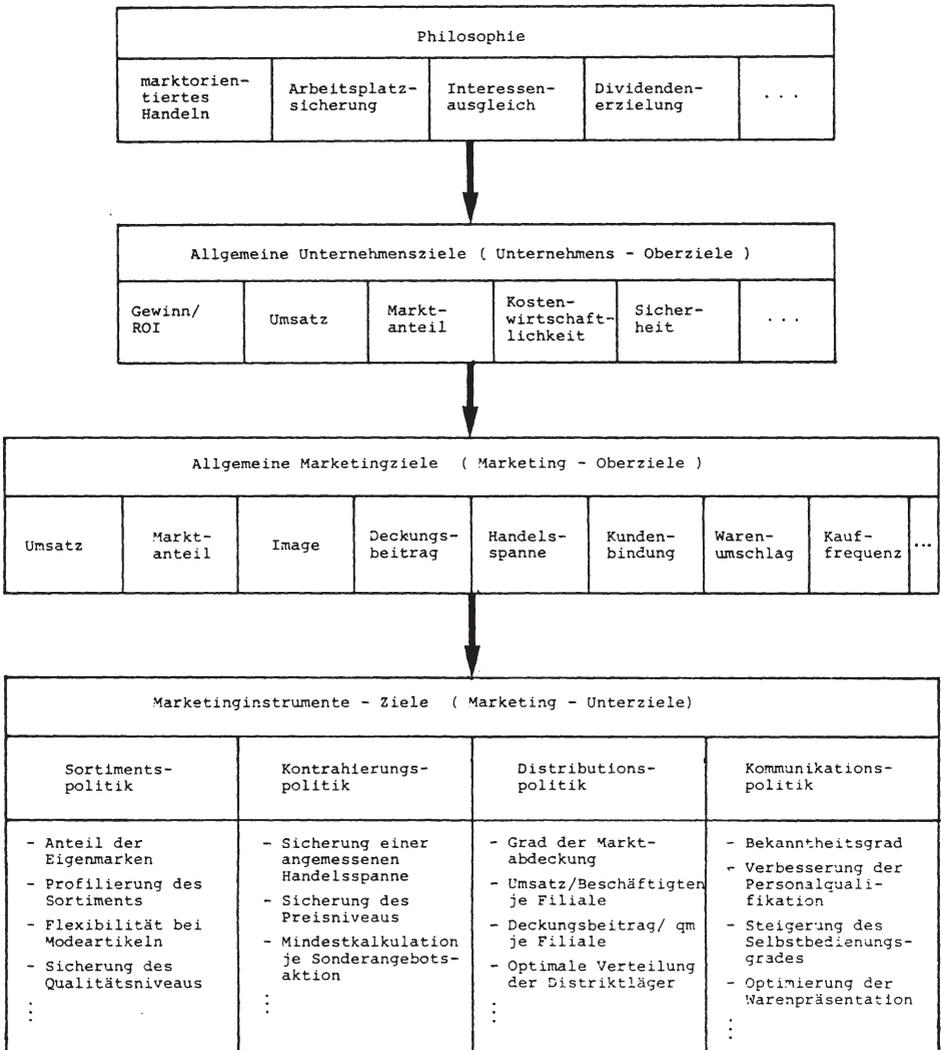 Philosophie
marktorien-
tiertes
Handeln
Arbeitsplatz-
sicherung
Interessen-
ausgleich
Dividenden-
erzielung
...
Allgemeine Unternehmensziele ( Unternehmens - Oberziele )
Gewinn/
ROI
Umsatz
Markt-
anteil
Kosten-
wirtschaft-
lichkeit
Sicher-
heit
...
Allgemeine Marketingziele ( Marketing - Oberziele )
Umsatz
Markt-
anteil
Image
Deckungs-
beitrag
Handels-
spanne
Kunden-
bindung
Waren-
umschlag
Kauf-
frequenz
...
Marketinginstrumente - Ziele ( Marketing - Unterziele)
Sortiments-
politik
- Anteil der
Eigenmarken
- Profilierung des
Sortiments
- Flexibilität bei
Modeartikeln
- Sicherung des
Qualitätsniveaus
⋮
Kontrahierungs-
politik
- Sicherung einer
angemessenen
Handelsspanne
- Sicherung des
Preisniveaus
- Mindestkalkulation
je Sonderangebots-
aktion
⋮
Distributions-
politik
- Grad der Markt-
abdeckung
- Umsatz/Beschäftigten
je Filiale
- Deckungsbeitrag/ qm
je Filiale
- Optimale Verteilung
der Distriktläger
⋮
Kommunikations-
politik
- Bekanntheitsgrad
- Verbesserung der
Personalquali-
fikation
- Steigerung des
Selbstbedienungs-
grades
- Optimierung der
Warenpräsentation
⋮